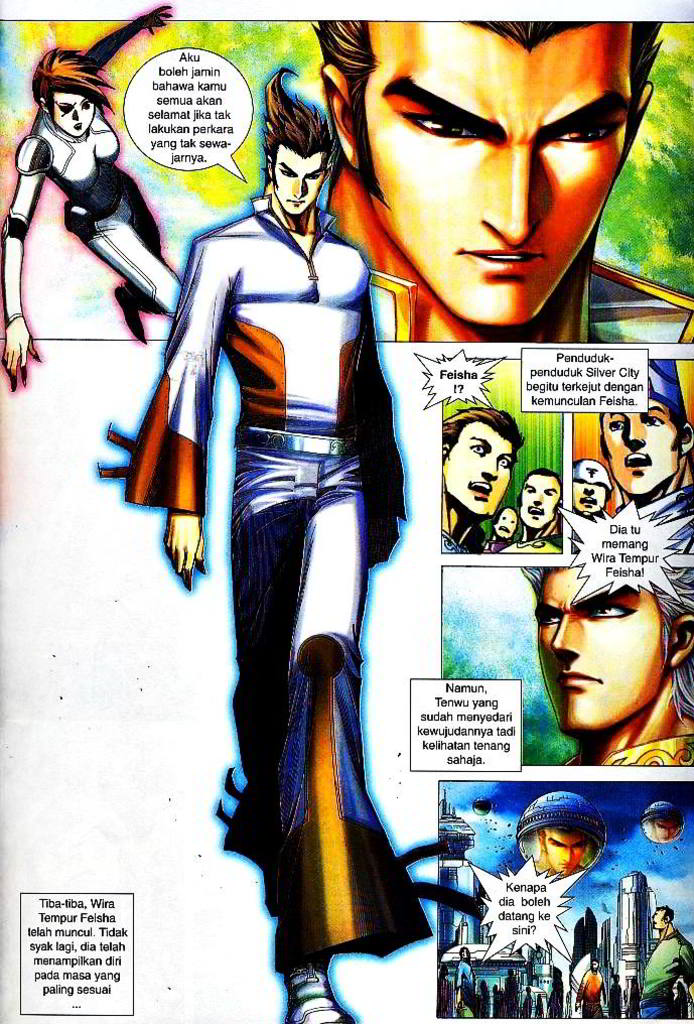 Aku
boleh jamin
bahawa kamu
semua akan
selamat jika tak
lakukan perkara
yang tak sewa-
jarnya.
Feisha
!?
Penduduk-
penduduk Silver City
begitu terkejut dengan
kemunculan Feisha.
Dia tu
memang
Wira Tempur
Feisha!
Namun,
Tenwu yang
sudah menyedari
kewujudannya tadi
kelihatan tenang
sahaja.
Kenapa
dia boleh
datang ke
sini?
Tiba-tiba, Wira
Tempur Feisha
telah muncul. Tidak
syak lagi, dia telah
menampilkan diri
pada masa yang
paling sesuai
...